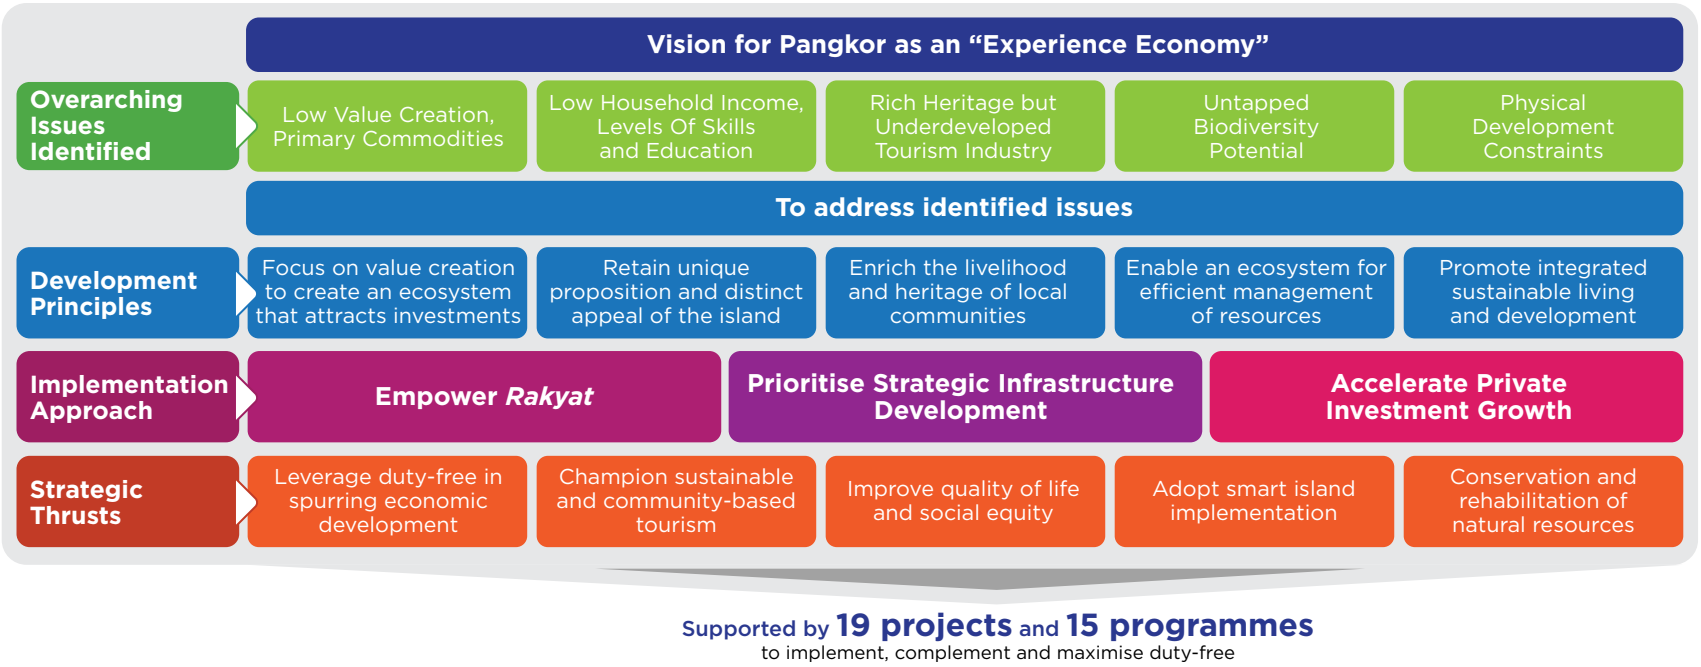 Vision for Pangkor as an “Experience Economy”
Overarching
Issues
Identified
Low Value Creation,
Primary Commodities
Low Household Income,
Levels Of Skills
and Education
Rich Heritage but
Underdeveloped
Tourism Industry
Untapped
Biodiversity
Potential
Physical
Development
Constraints
To address identified issues
Development
Principles
Focus on value creation
to create an ecosystem
that attracts investments
Retain unique
proposition and distinct
appeal of the island
Enrich the livelihood
and heritage of local
communities
Enable an ecosystem for
efficient management
of resources
Promote integrated
sustainable living
and development
Implementation
Approach
Empower Rakyat
Prioritise Strategic Infrastructure
Development
Accelerate Private
Investment Growth
Strategic
Thrusts
Leverage duty-free in
spurring economic
development
Champion sustainable
and community-based
tourism
Improve quality of life
and social equity
Adopt smart island
implementation
Conservation and
rehabilitation of
natural resources
Supported by 19 projects and 15 programmes
to implement, complement and maximise duty-free